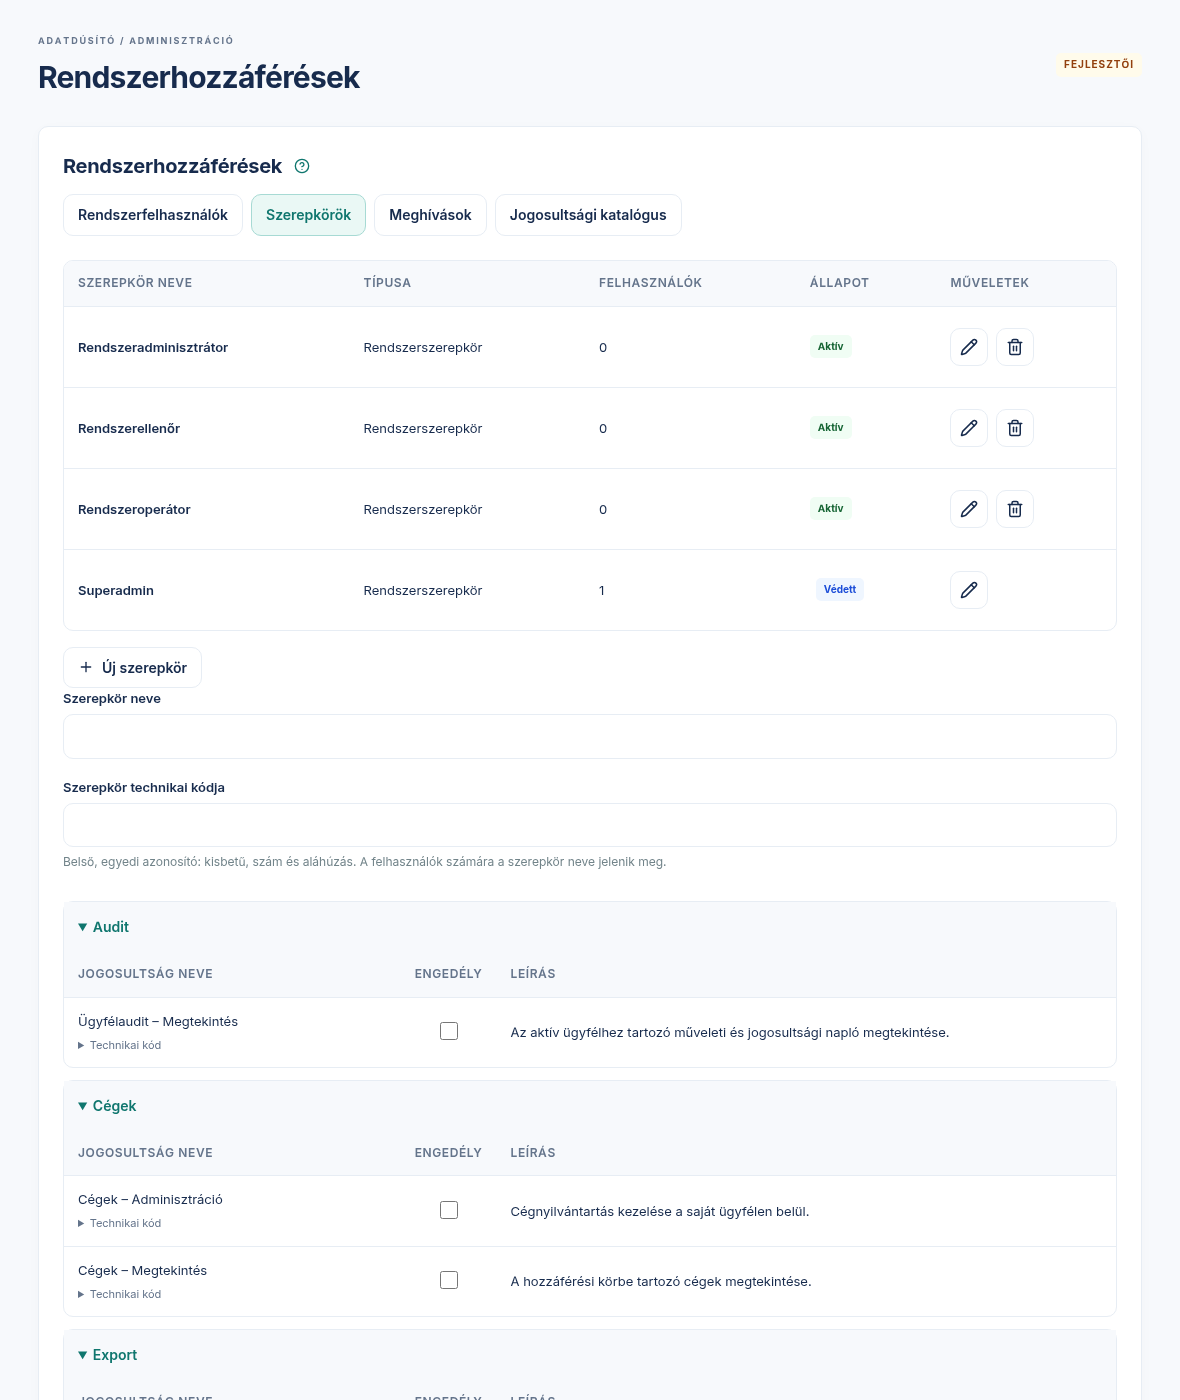 ADATDÚSÍTÓ / ADMINISZTRÁCIÓ
Rendszerhozzáférések
FEJLESZTŐI
Rendszerhozzáférések
Rendszerfelhasználók Szerepkörök Meghívások Jogosultsági katalógus
SZEREPKÖR NEVE TÍPUSA FELHASZNÁLÓK ÁLLAPOT MŰVELETEK
Rendszeradminisztrátor Rendszerszerepkör 0 Aktív
Rendszerellenőr Rendszerszerepkör 0 Aktív
Rendszeroperátor Rendszerszerepkör 0 Aktív
Superadmin Rendszerszerepkör 1 Védett
Új szerepkör
Szerepkör neve
Szerepkör technikai kódja
Belső, egyedi azonosító: kisbetű, szám és aláhúzás. A felhasználók számára a szerepkör neve jelenik meg.
Audit
JOGOSULTSÁG NEVE ENGEDÉLY LEÍRÁS
Ügyfélaudit – Megtekintés
Technikai kód
Az aktív ügyfélhez tartozó műveleti és jogosultsági napló megtekintése.
Cégek
JOGOSULTSÁG NEVE ENGEDÉLY LEÍRÁS
Cégek – Adminisztráció
Technikai kód
Cégnyilvántartás kezelése a saját ügyfélen belül.
Cégek – Megtekintés
Technikai kód
A hozzáférési körbe tartozó cégek megtekintése.
Export
JOGOSULTSÁG NEVE ENGEDÉLY LEÍRÁS